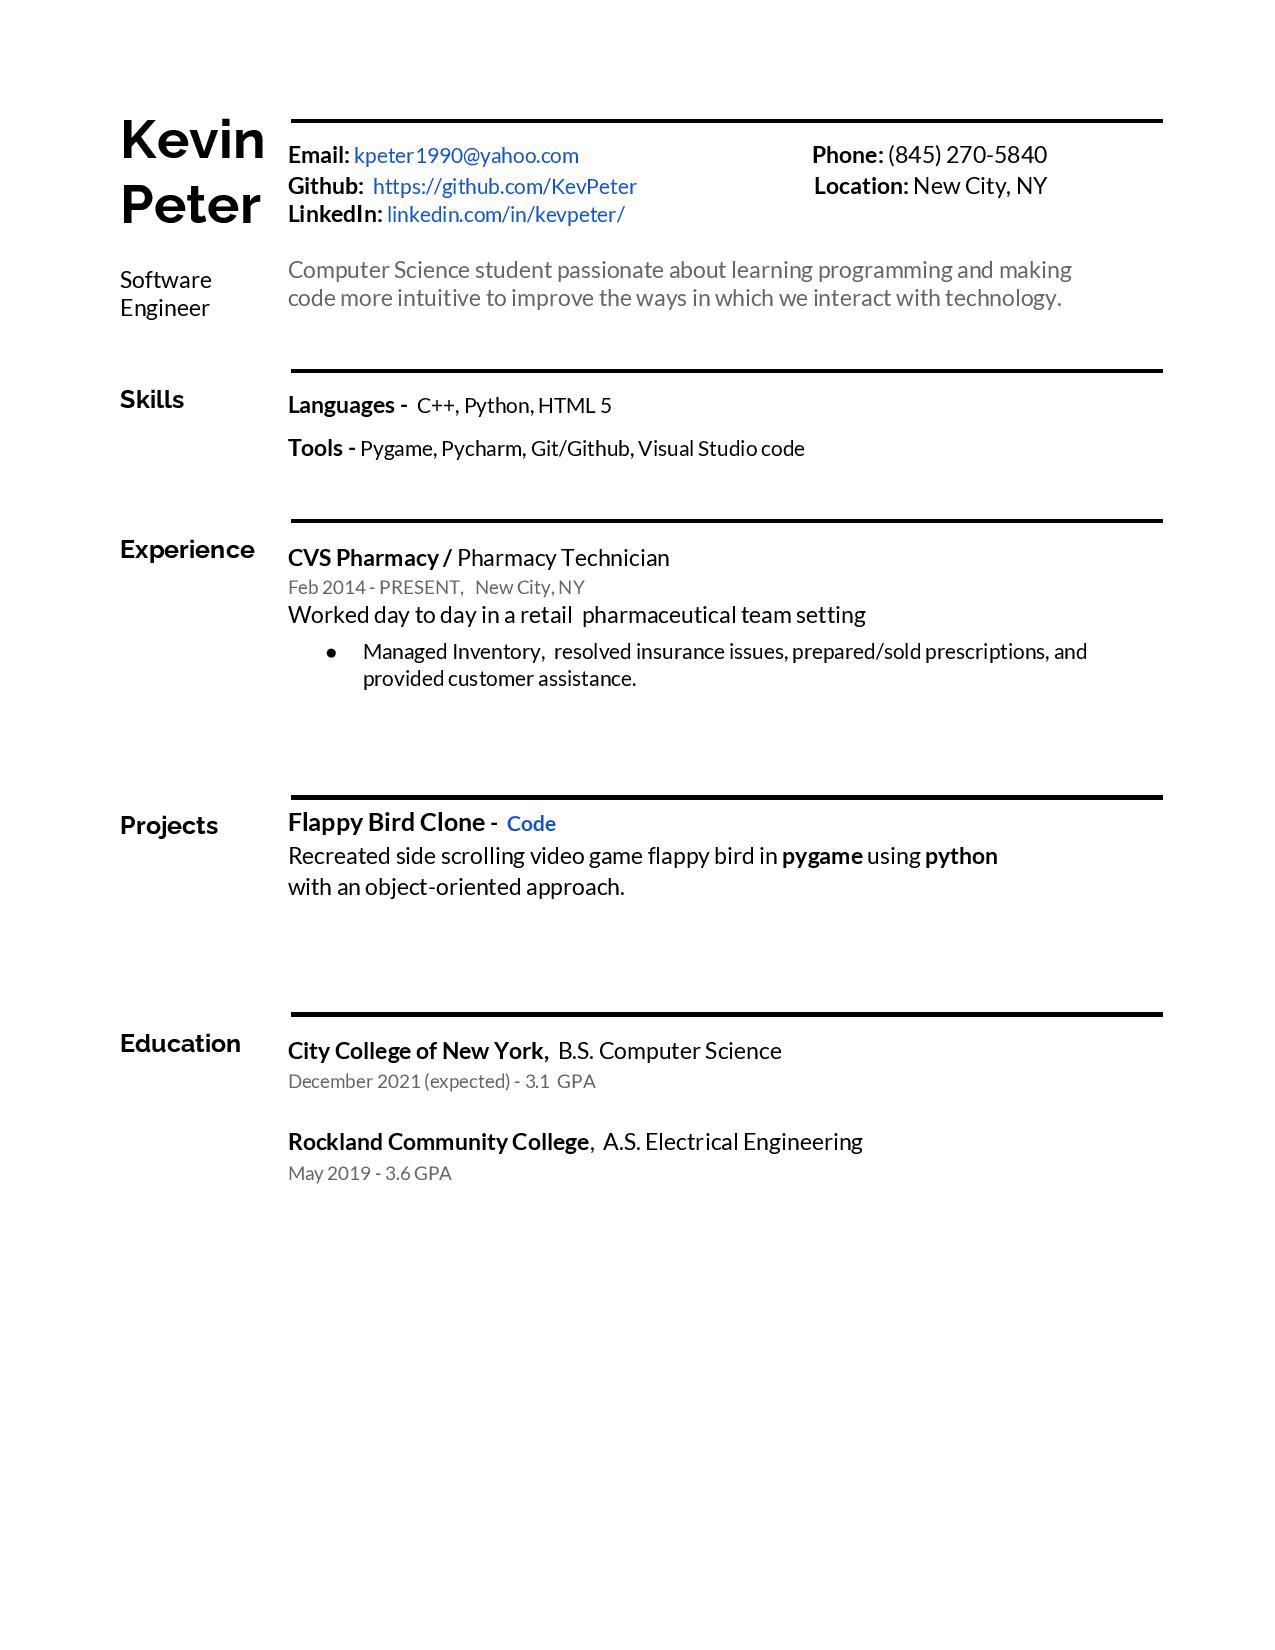 Kevin
Peter
Email: kpeter1990@yahoo.com Phone: (845) 270-5840
Github: https://github.com/KevPeter Location: New City, NY
LinkedIn: linkedin.com/in/kevpeter/
Software
Engineer
Computer Science student passionate about learning programming and making
code more intuitive to improve the ways in which we interact with technology.
Skills
Languages - C++, Python, HTML 5
Tools - Pygame, Pycharm, Git/Github, Visual Studio code
Experience
CVS Pharmacy / Pharmacy Technician
Feb 2014 - PRESENT, New City, NY
Worked day to day in a retail pharmaceutical team setting
● Managed Inventory, resolved insurance issues, prepared/sold prescriptions, and
provided customer assistance.
Projects
Flappy Bird Clone - Code
Recreated side scrolling video game flappy bird in pygame using python
with an object-oriented approach.
Education
City College of New York, B.S. Computer Science
December 2021 (expected) - 3.1 GPA
Rockland Community College, A.S. Electrical Engineering
May 2019 - 3.6 GPA